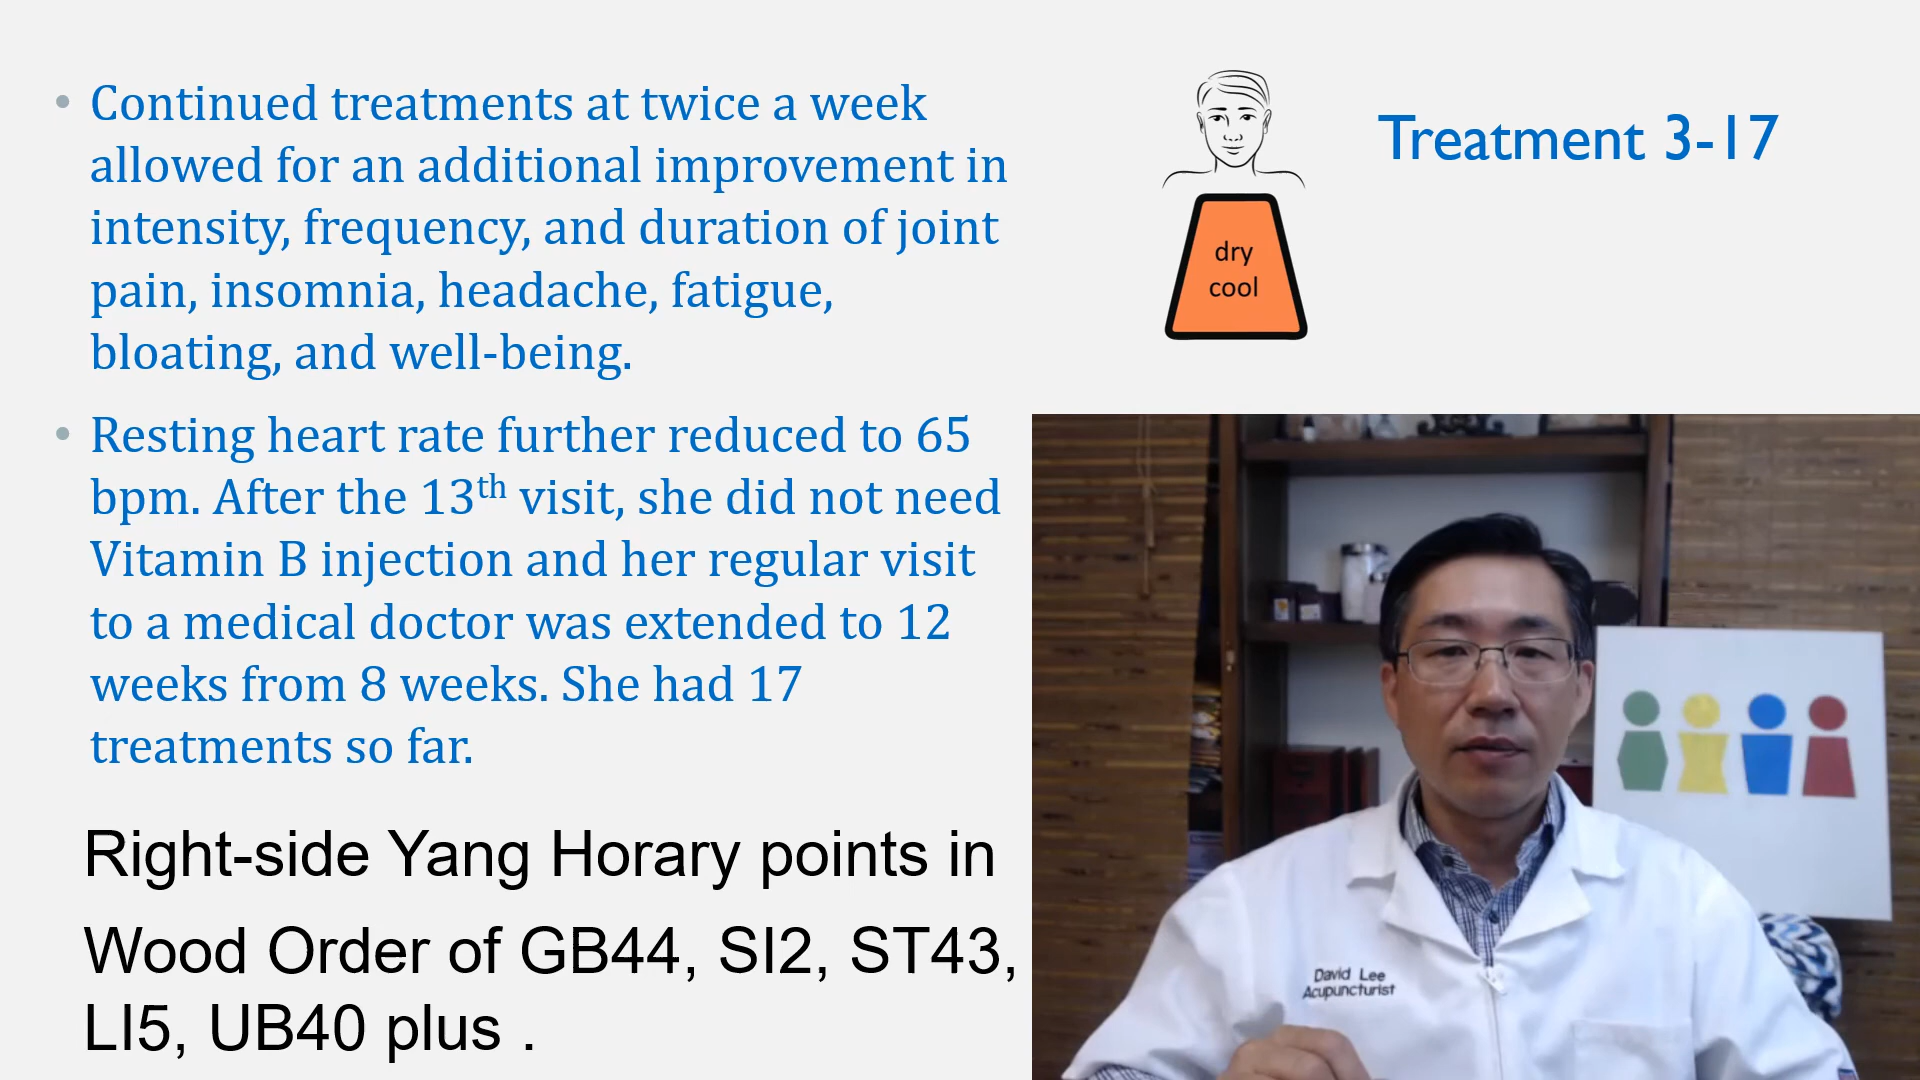 Continued treatments at twice a week
allowed for an additional improvement in
intensity, frequency, and duration of joint
pain, insomnia, headache, fatigue,
bloating, and well-being.
Resting heart rate further reduced to 65
bpm. After the 13th visit, she did not need
Vitamin B injection and her regular visit
to a medical doctor was extended to 12
weeks from 8 weeks. She had 17
treatments so far.
Right-side Yang Horary points in
Wood Order of GB44, SI2, ST43,
LI5, UB40 plus .
Treatment 3-17
dry
cool
David Lee
Acupuncturist